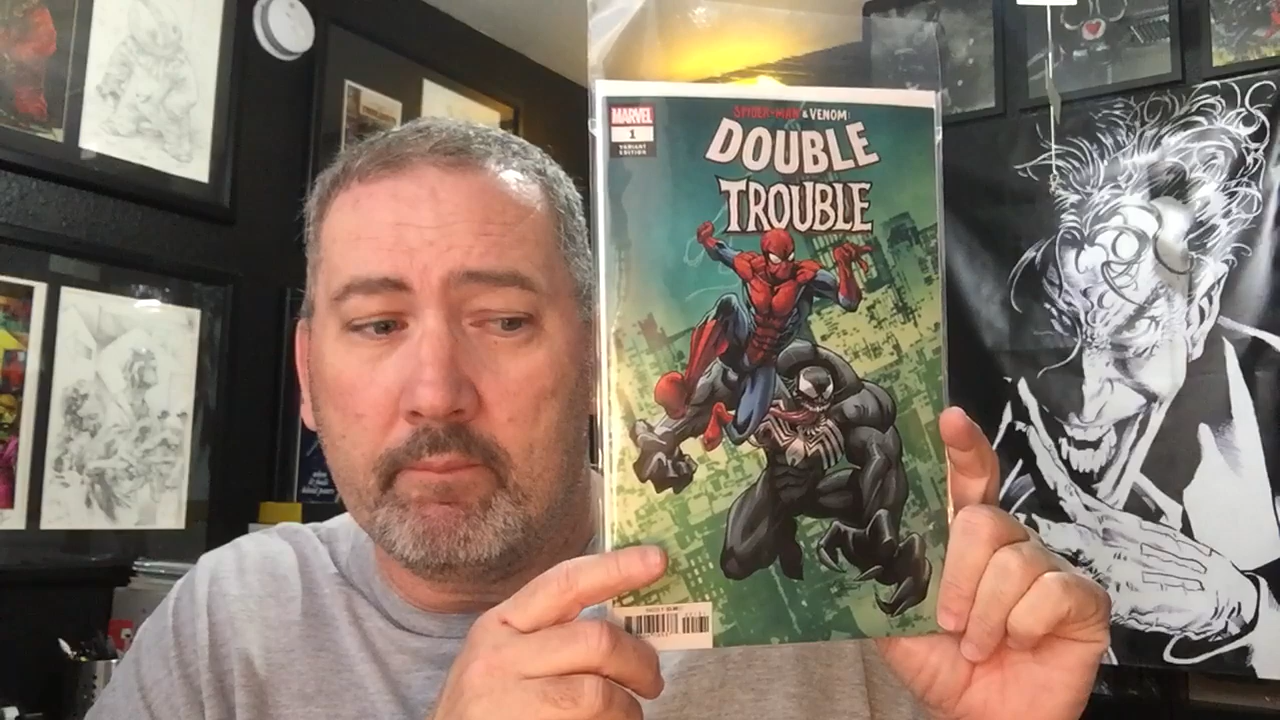 MARVEL
1
VARIANT
EDITION
SPIDER-MAN & VENOM:
DOUBLE
TROUBLE